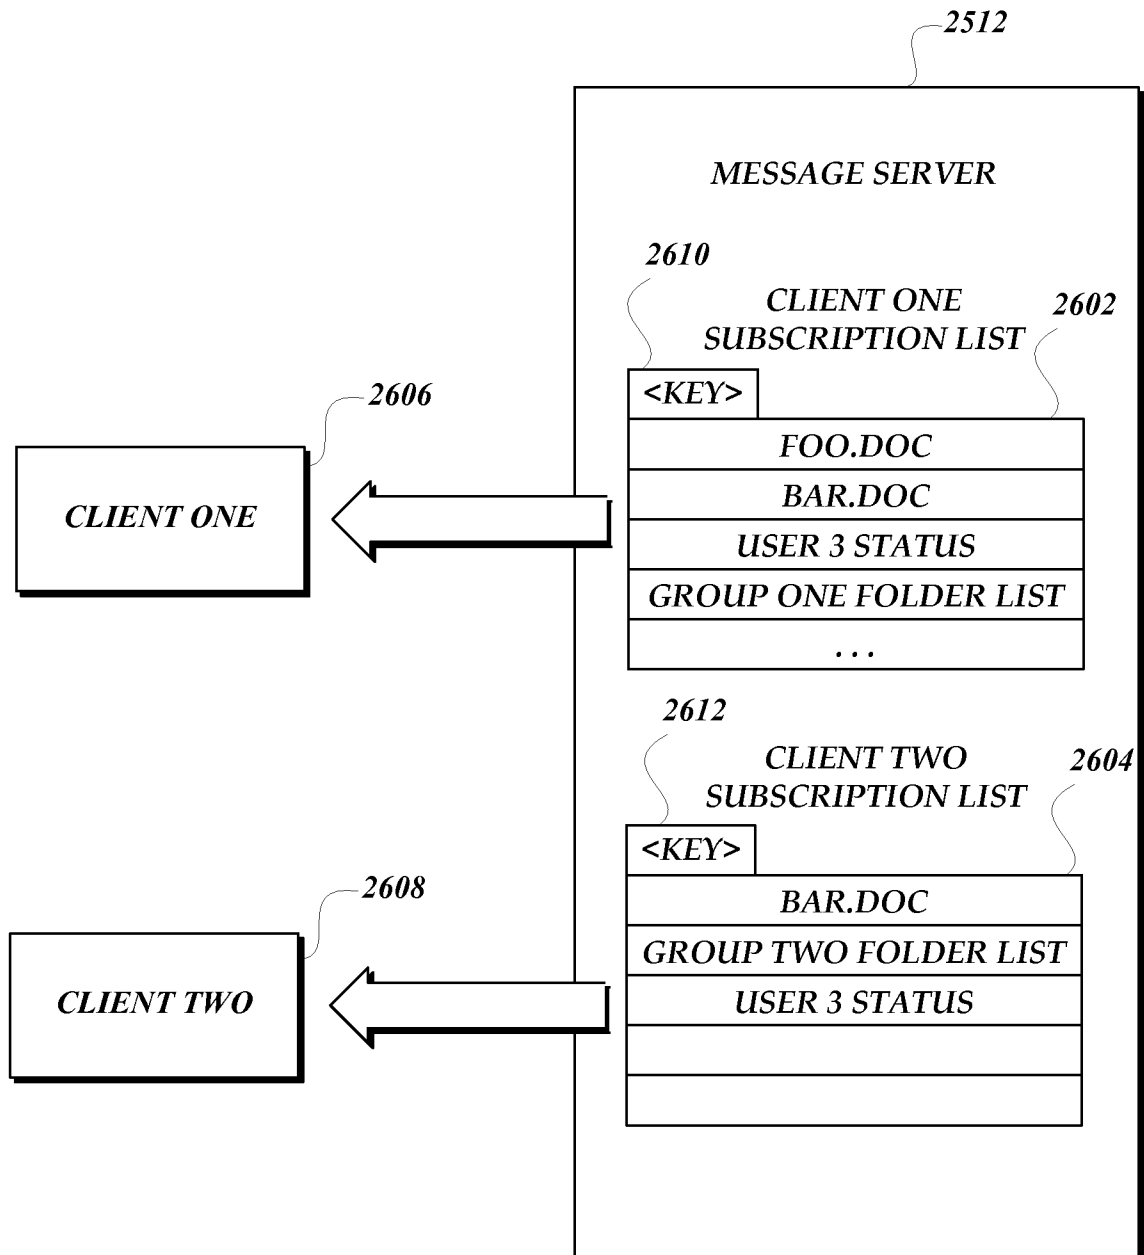 2512
MESSAGE SERVER
2610
CLIENT ONE
SUBSCRIPTION LIST
2602
<KEY>
2606
FOO.DOC
BAR.DOC
CLIENT ONE
USER 3 STATUS
GROUP ONE FOLDER LIST
...
2612
CLIENT TWO
SUBSCRIPTION LIST
2604
<KEY>
2608
BAR.DOC
GROUP TWO FOLDER LIST
CLIENT TWO
USER 3 STATUS